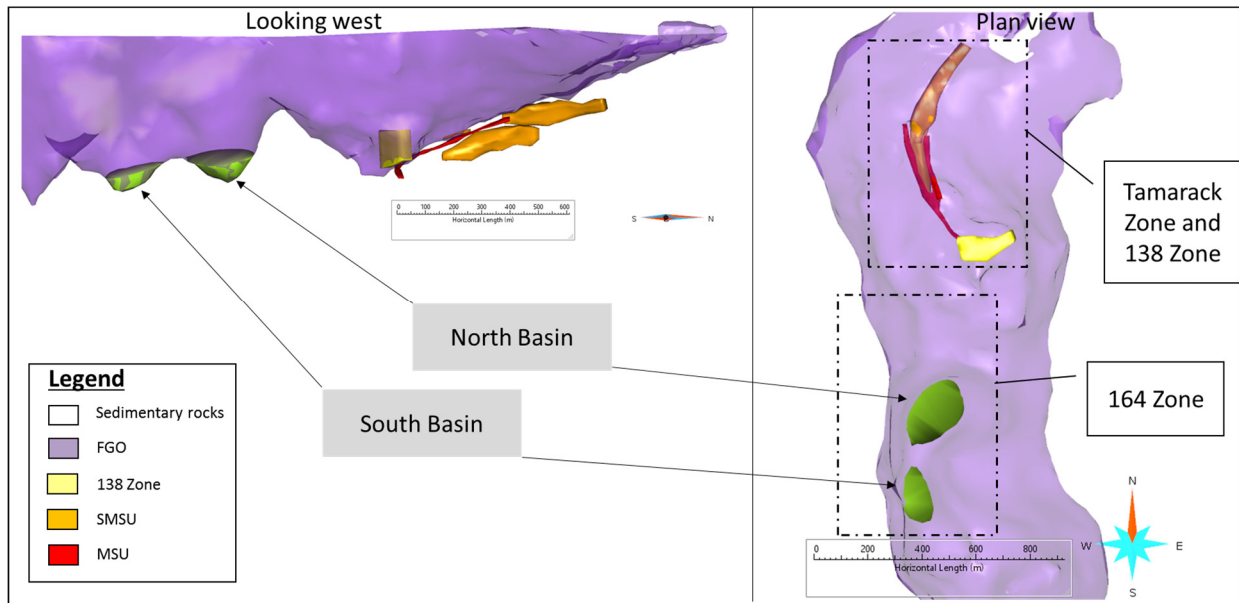 Looking west
Plan view
0 100 200 300 400 500 600
Horizontal Length (m)
S N
Tamarack
Zone and
138 Zone
North Basin
South Basin
164 Zone
Legend
Sedimentary rocks
FGO
138 Zone
SMSU
MSU
0 200 400 600 800
Horizontal Length (m)
N
W E
S